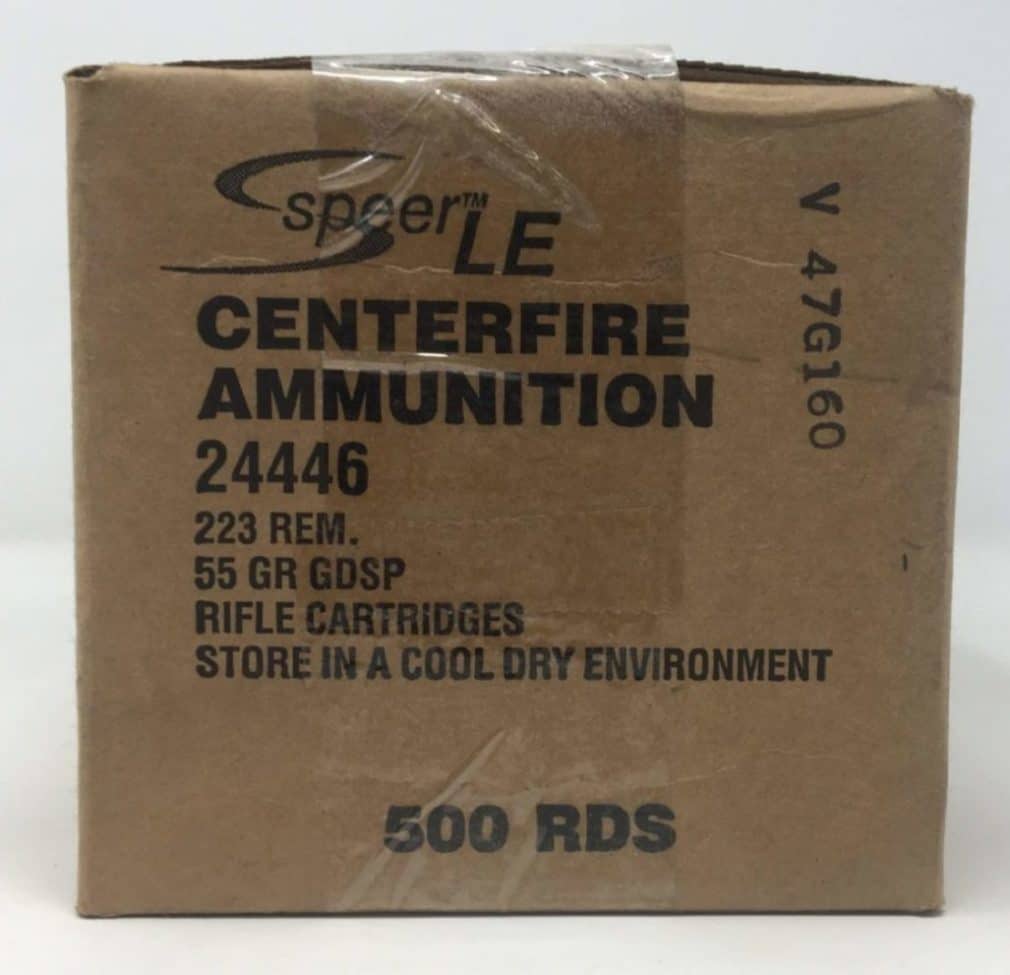 speer™ LE
CENTERFIRE
AMMUNITION
24446
223 REM.
55 GR GDSP
RIFLE CARTRIDGES
STORE IN A COOL DRY ENVIRONMENT
500 RDS
V 47G160